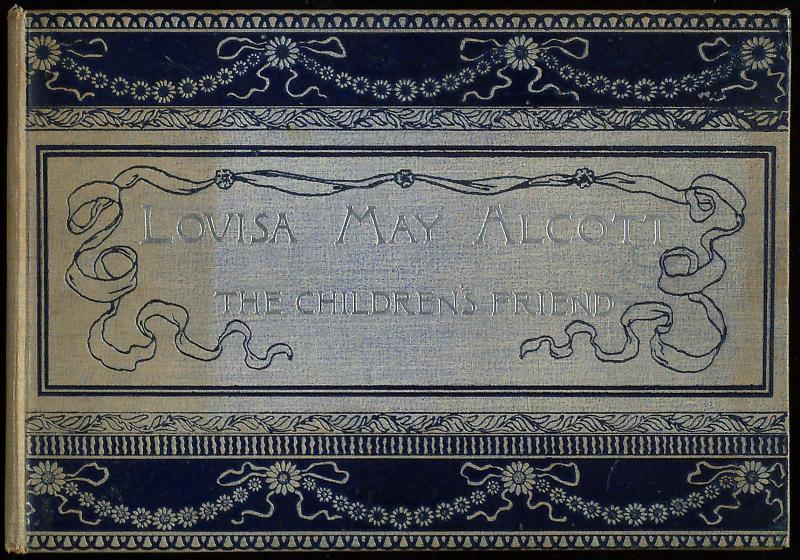 LOVISA MAY ALCOTT
THE CHILDREN'S FRIEND